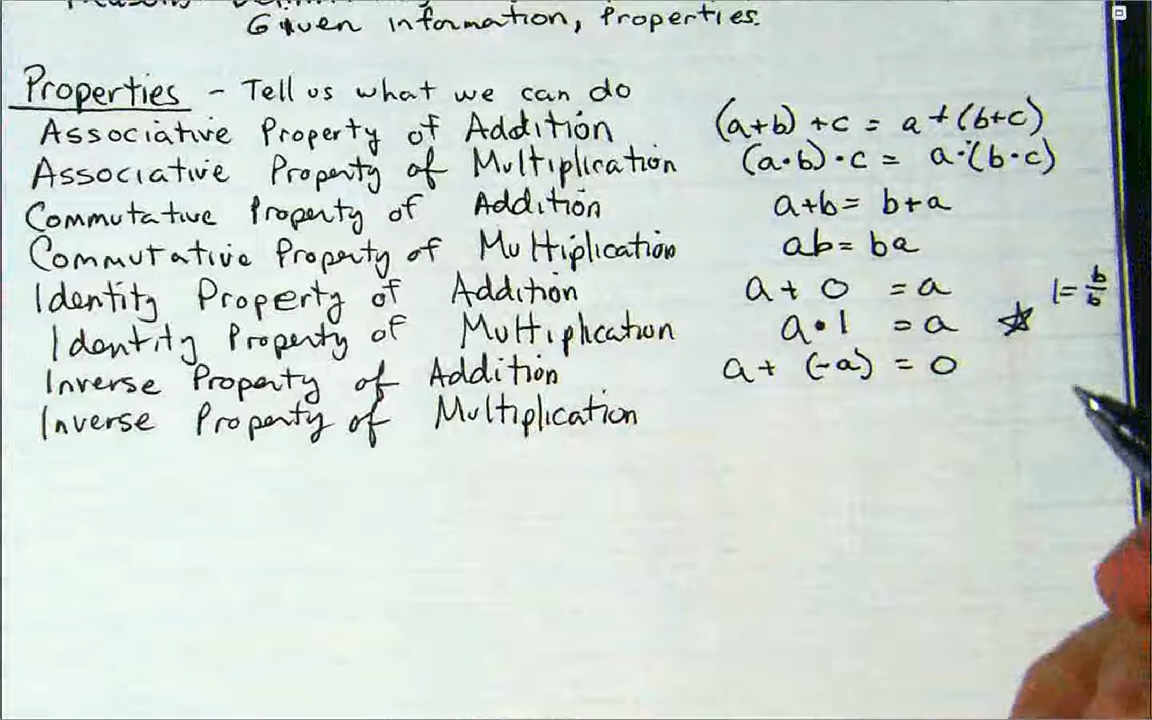 Given information, Properties.
Properties - Tell us what we can do
Associative Property of Addition (a+b)+c = a+(b+c)
Associative Property of Multiplication (a·b)·c = a·(b·c)
Commutative Property of Addition a+b = b+a
Commutative Property of Multiplication ab = ba
Identity Property of Addition a + 0 = a 1 = b/b
Identity Property of Multiplication a • 1 = a ☆
Inverse Property of Addition a + (-a) = 0
Inverse Property of Multiplication